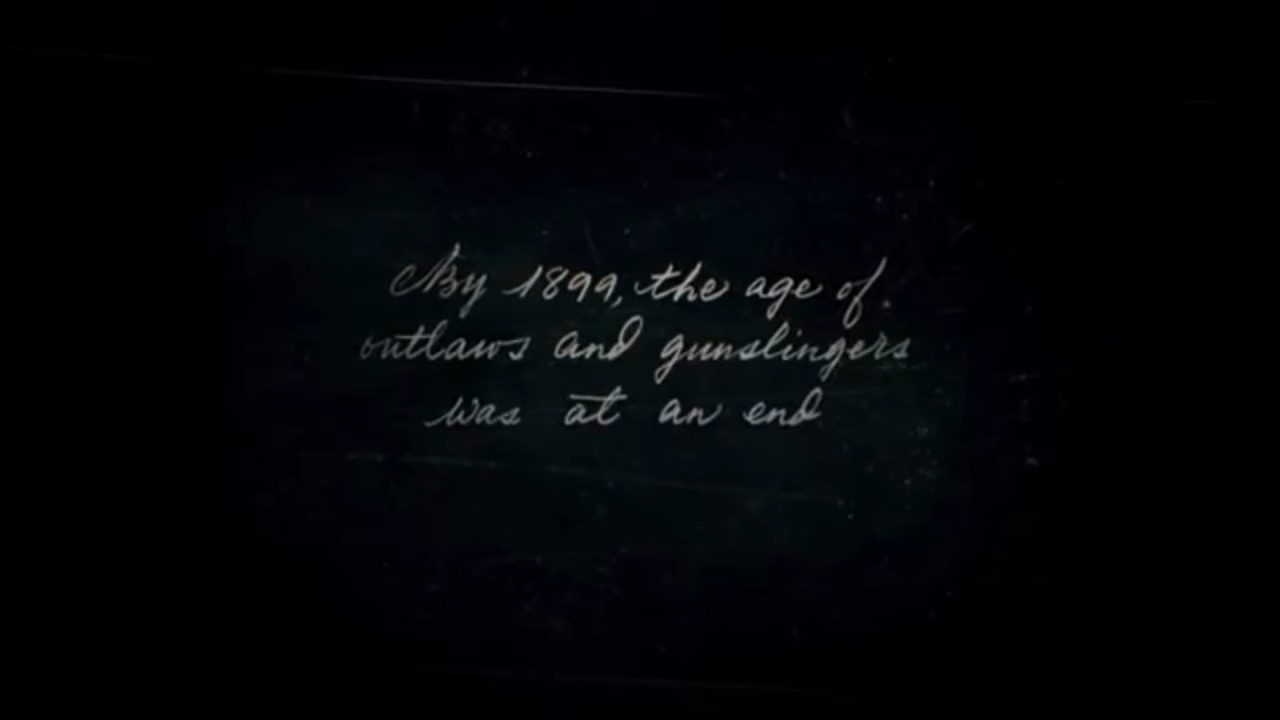 By 1899, the age of
outlaws and gunslingers
was at an end